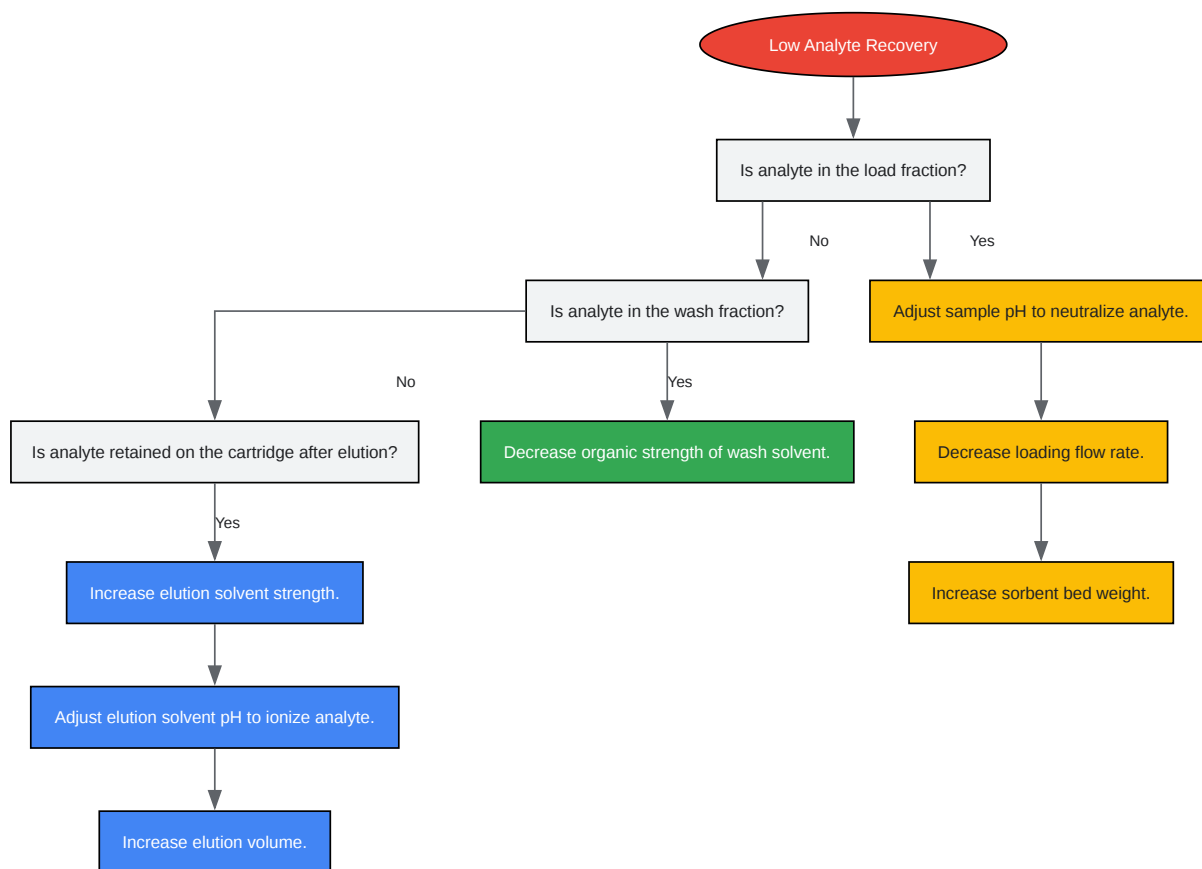 Low Analyte Recovery
Is analyte in the load fraction?
No
Yes
Is analyte in the wash fraction?
Adjust sample pH to neutralize analyte.
No
Yes
Is analyte retained on the cartridge after elution?
Decrease organic strength of wash solvent.
Decrease loading flow rate.
Yes
Increase elution solvent strength.
Increase sorbent bed weight.
Adjust elution solvent pH to ionize analyte.
Increase elution volume.